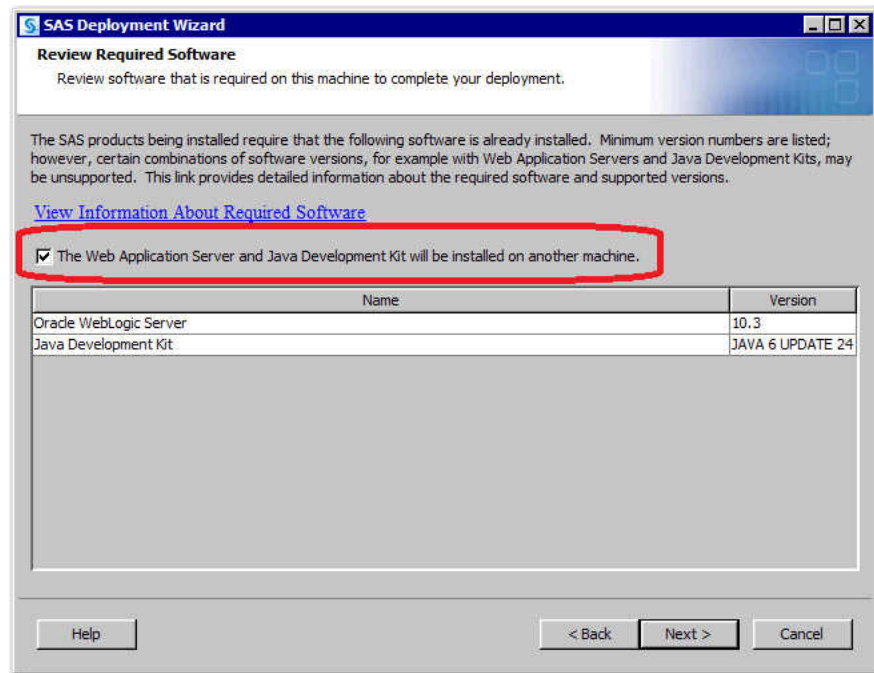 SAS Deployment Wizard
Review Required Software
Review software that is required on this machine to complete your deployment.
The SAS products being installed require that the following software is already installed. Minimum version numbers are listed;
however, certain combinations of software versions, for example with Web Application Servers and Java Development Kits, may
be unsupported. This link provides detailed information about the required software and supported versions.
View Information About Required Software
The Web Application Server and Java Development Kit will be installed on another machine.
Name Version
Oracle WebLogic Server 10.3
Java Development Kit JAVA 6 UPDATE 24
Help < Back Next > Cancel